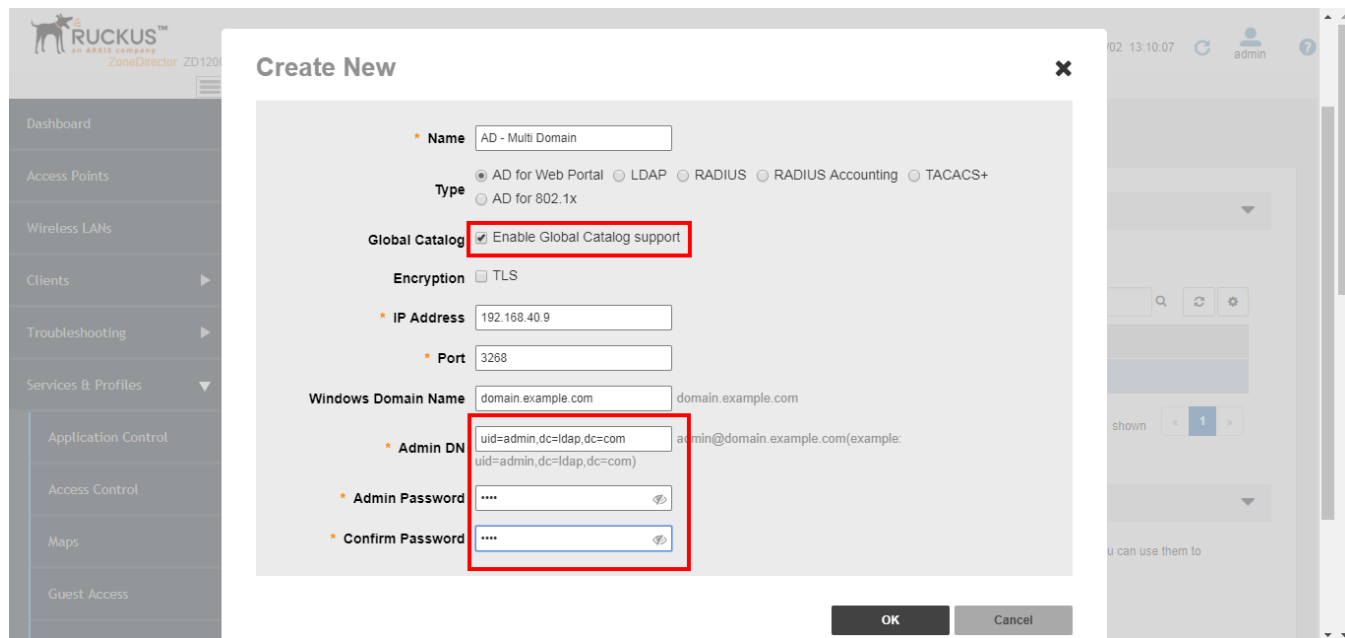 RUCKUS™
an ARRIS company
ZoneDirector ZD120
/02 13:10:07
admin
Dashboard
Access Points
Wireless LANs
Clients
Troubleshooting
Services & Profiles
Application Control
Access Control
Maps
Guest Access
Create New
* Name AD - Multi Domain
Type AD for Web Portal LDAP RADIUS RADIUS Accounting TACACS+
AD for 802.1x
Global Catalog Enable Global Catalog support
Encryption TLS
* IP Address 192.168.40.9
* Port 3268
Windows Domain Name domain.example.com domain.example.com
* Admin DN uid=admin,dc=ldap,dc=com admin@domain.example.com(example:
uid=admin,dc=ldap,dc=com)
* Admin Password ••••
* Confirm Password ••••
OK Cancel
shown « 1 »
u can use them to